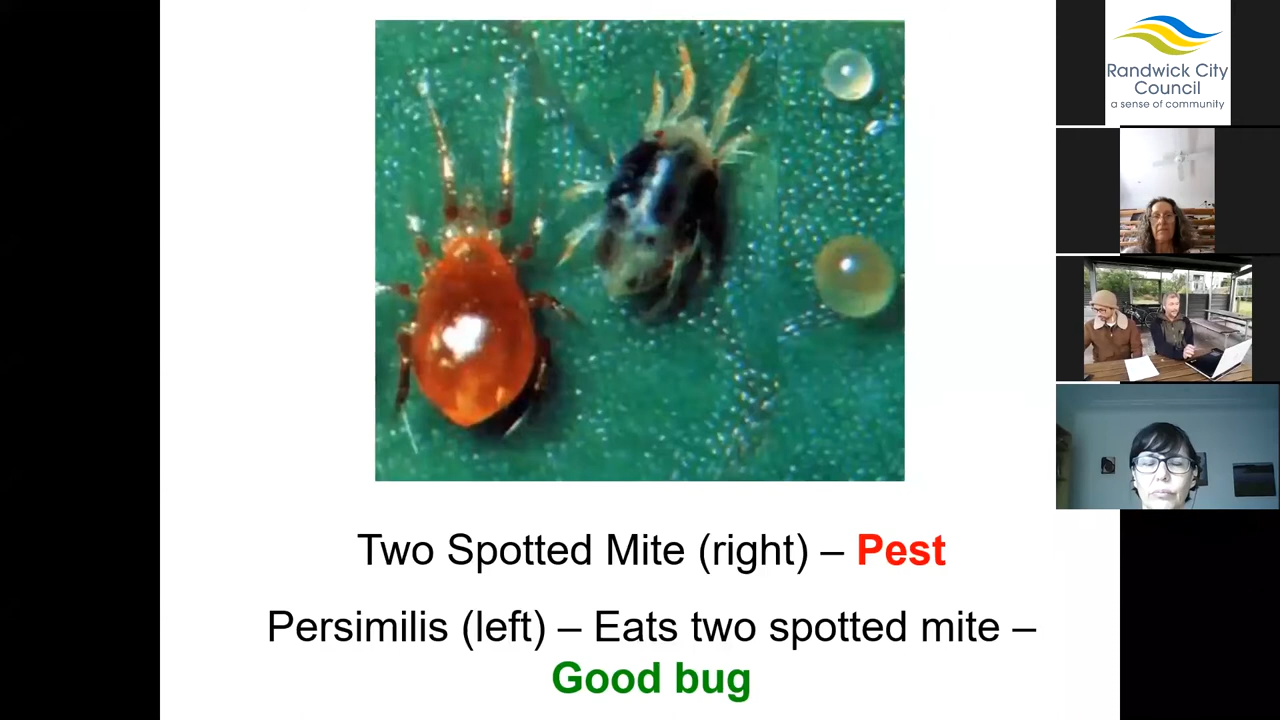 Randwick City
Council
a sense of community
Two Spotted Mite (right) – Pest
Persimilis (left) – Eats two spotted mite –
Good bug